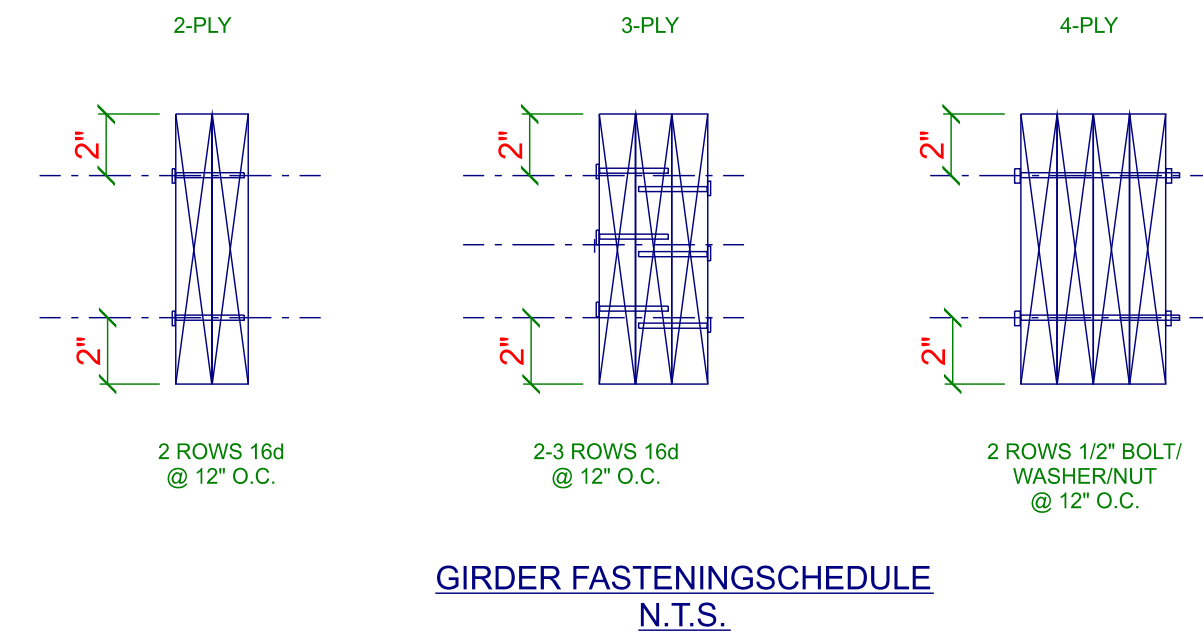 2-PLY
3-PLY
4-PLY
2"
2"
2"
2"
2"
2"
2 ROWS 16d
@ 12" O.C.
2-3 ROWS 16d
@ 12" O.C.
2 ROWS 1/2" BOLT/
WASHER/NUT
@ 12" O.C.
GIRDER FASTENINGSCHEDULE
N.T.S.